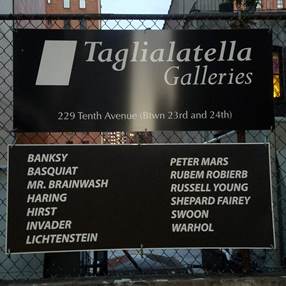 Taglialatella
Galleries
229 Tenth Avenue (Btwn 23rd and 24th)
BANKSY
BASQUIAT
MR. BRAINWASH
HARING
HIRST
INVADER
LICHTENSTEIN
PETER MARS
RUBEM ROBIERB
RUSSELL YOUNG
SHEPARD FAIREY
SWOON
WARHOL